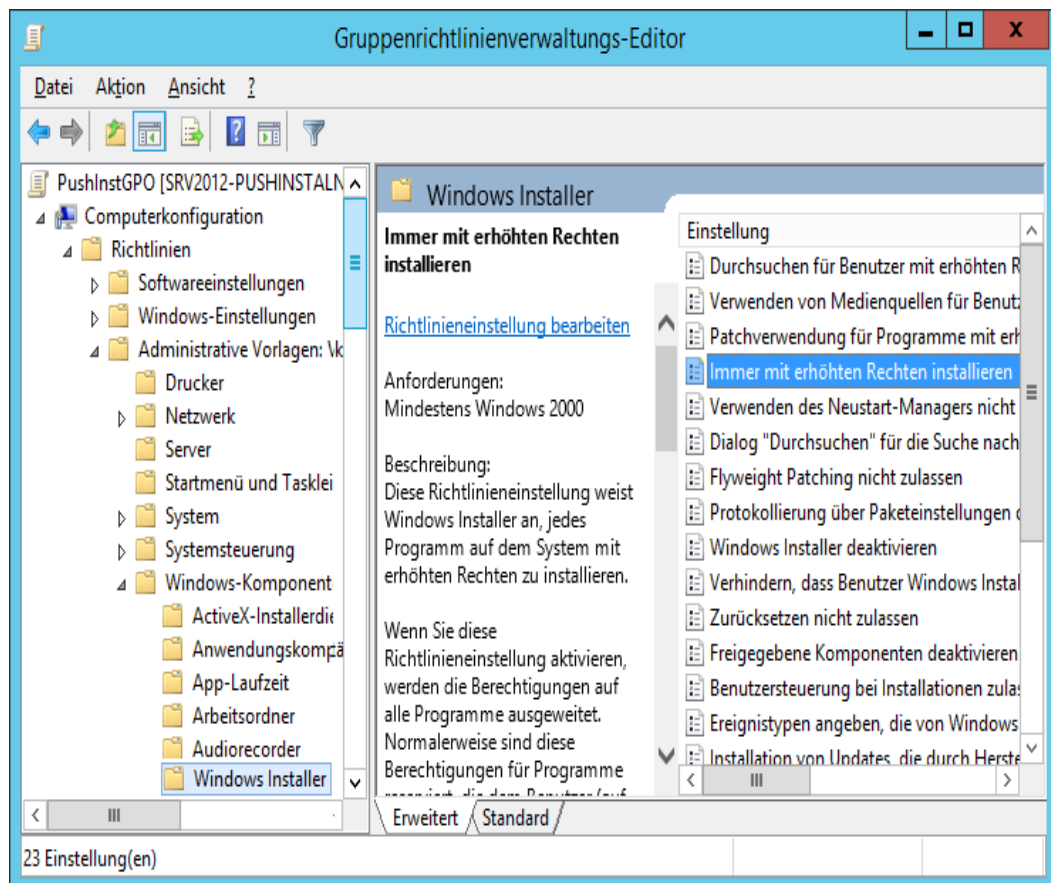 Gruppenrichtlinienverwaltungs-Editor
Datei Aktion Ansicht ?
PushInstGPO [SRV2012-PUSHINSTALN
Computerkonfiguration
Richtlinien
Softwareeinstellungen
Windows-Einstellungen
Administrative Vorlagen: \k
Drucker
Netzwerk
Server
Startmenü und Tasklei
System
Systemsteuerung
Windows-Komponent
ActiveX-Installerdie
Anwendungskompä
App-Laufzeit
Arbeitsordner
Audiorecorder
Windows Installer
Windows Installer
Immer mit erhöhten Rechten
installieren
Richtlinieneinstellung bearbeiten
Anforderungen:
Mindestens Windows 2000
Beschreibung:
Diese Richtlinieneinstellung weist
Windows Installer an, jedes
Programm auf dem System mit
erhöhten Rechten zu installieren.
Wenn Sie diese
Richtlinieneinstellung aktivieren,
werden die Berechtigungen auf
alle Programme ausgeweitet.
Normalerweise sind diese
Berechtigungen für Programme
Einstellung
Durchsuchen für Benutzer mit erhöhten R
Verwenden von Medienquellen für Benutz
Patchverwendung für Programme mit erh
Immer mit erhöhten Rechten installieren
Verwenden des Neustart-Managers nicht
Dialog "Durchsuchen" für die Suche nach
Flyweight Patching nicht zulassen
Protokollierung über Paketeinstellungen
Windows Installer deaktivieren
Verhindern, dass Benutzer Windows Instal
Zurücksetzen nicht zulassen
Freigegebene Komponenten deaktivieren
Benutzersteuerung bei Installationen zulas
Ereignistypen angeben, die von Windows
Installation von Updates, die durch Herste
Erweitert Standard
23 Einstellung(en)